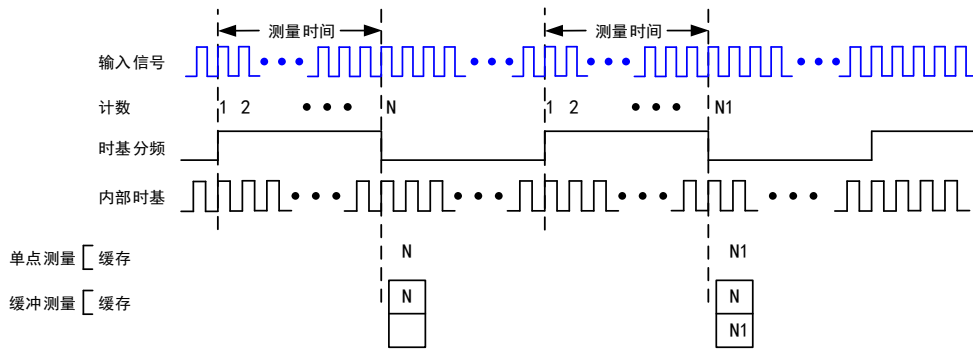 测量时间 测量时间
输入信号
计数 1 2 N 1 2 N1
时基分频
内部时基
单点测量 缓存 N N1
缓冲测量 缓存 N N
N1